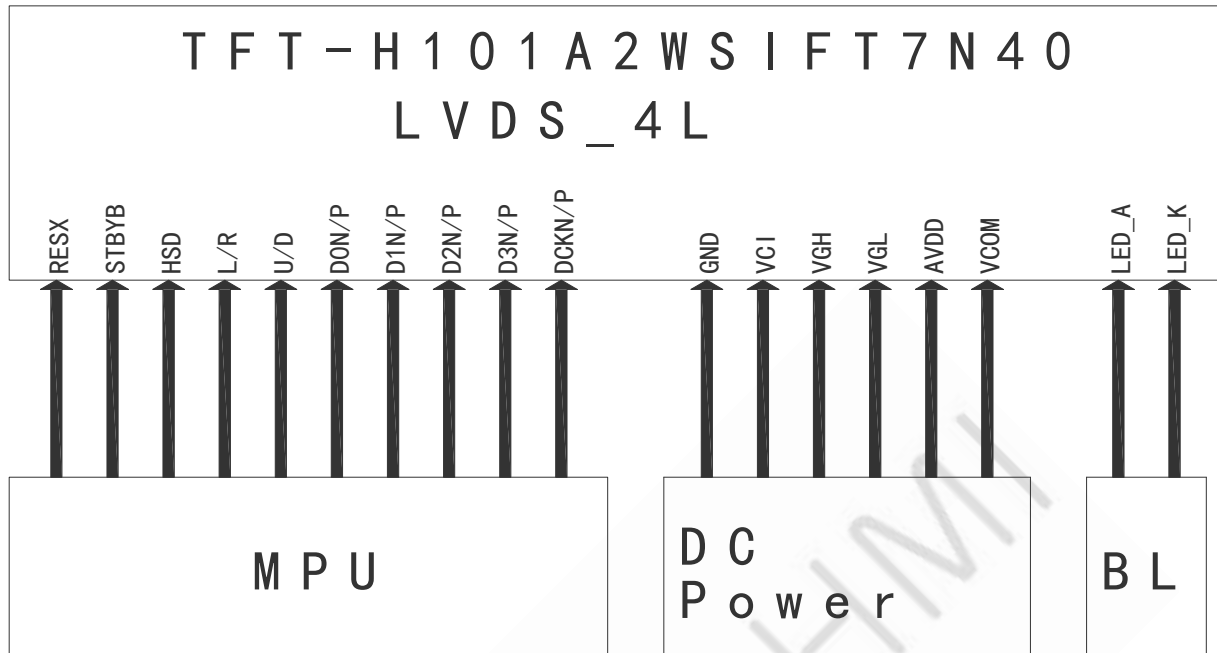 TFT-H101A2WSIFT7N40
LVDS_4L
RESX
STBYB
HSD
L/R
U/D
D0N/P
D1N/P
D2N/P
D3N/P
DCKN/P
GND
VCI
VGH
VGL
AVDD
VCOM
LED_A
LED_K
MPU
DC
Power
BL
HMI